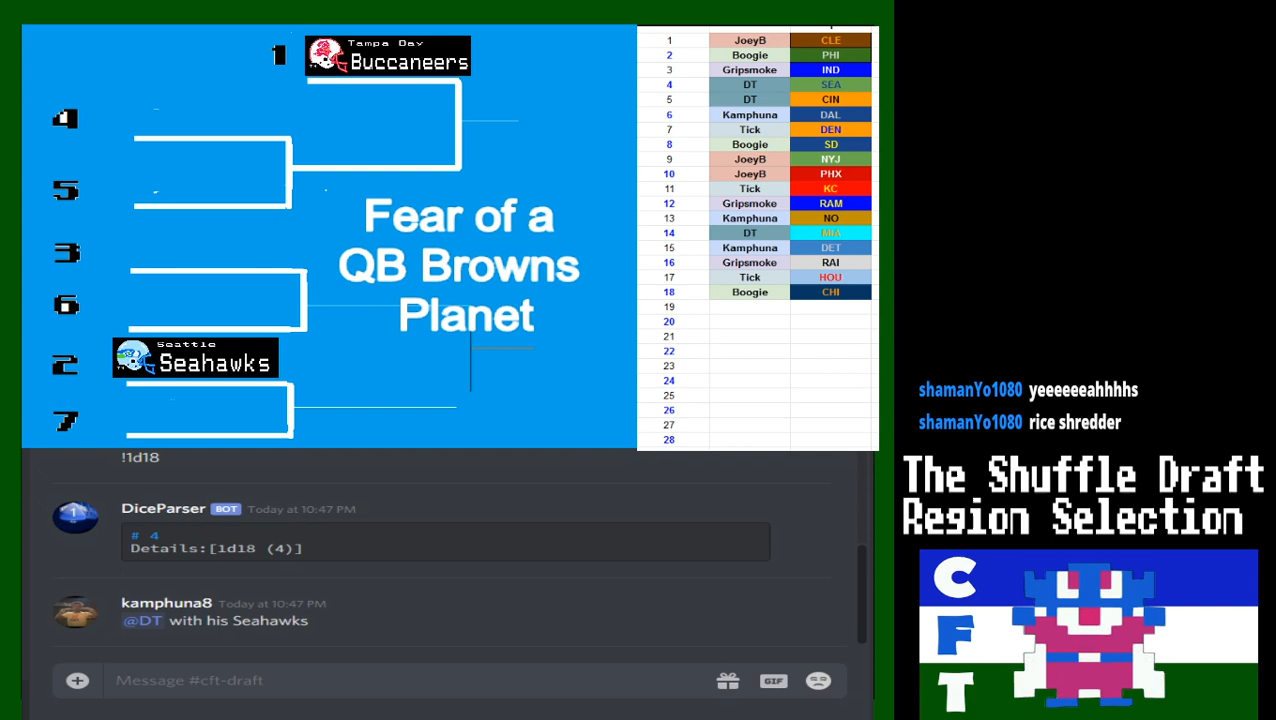 1
Tampa Bay
Buccaneers
4
5
3
6
Seattle
Seahawks
2
7
Fear of a
QB Browns
Planet
1 JoeyB CLE
2 Boogie PHI
3 Gripsmoke IND
4 DT SEA
5 DT CIN
6 Kamphuna DAL
7 Tick DEN
8 Boogie SD
9 JoeyB NYJ
10 JoeyB PHX
11 Tick KC
12 Gripsmoke RAM
13 Kamphuna NO
14 DT MIA
15 Kamphuna DET
16 Gripsmoke RAI
17 Tick HOU
18 Boogie CHI
19
20
21
22
23
24
25
26
27
28
!1d18
DiceParser BOT Today at 10:47 PM
# 4
Details:[1d18 (4)]
kamphuna8 Today at 10:47 PM
@DT with his Seahawks
Message #cft-draft
GIF
shamanYo1080 yeeeeeeahhhhs
shamanYo1080 rice shredder
The Shuffle Draft
Region Selection
C
F
T